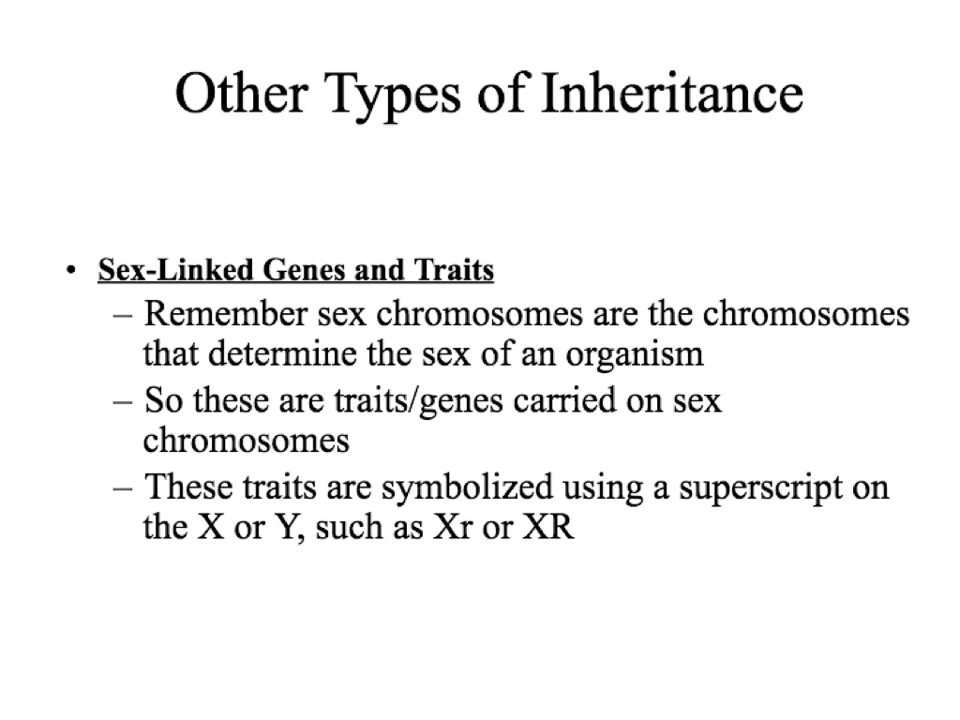 Other Types of Inheritance
• Sex-Linked Genes and Traits
– Remember sex chromosomes are the chromosomes
that determine the sex of an organism
– So these are traits/genes carried on sex
chromosomes
– These traits are symbolized using a superscript on
the X or Y, such as Xr or XR